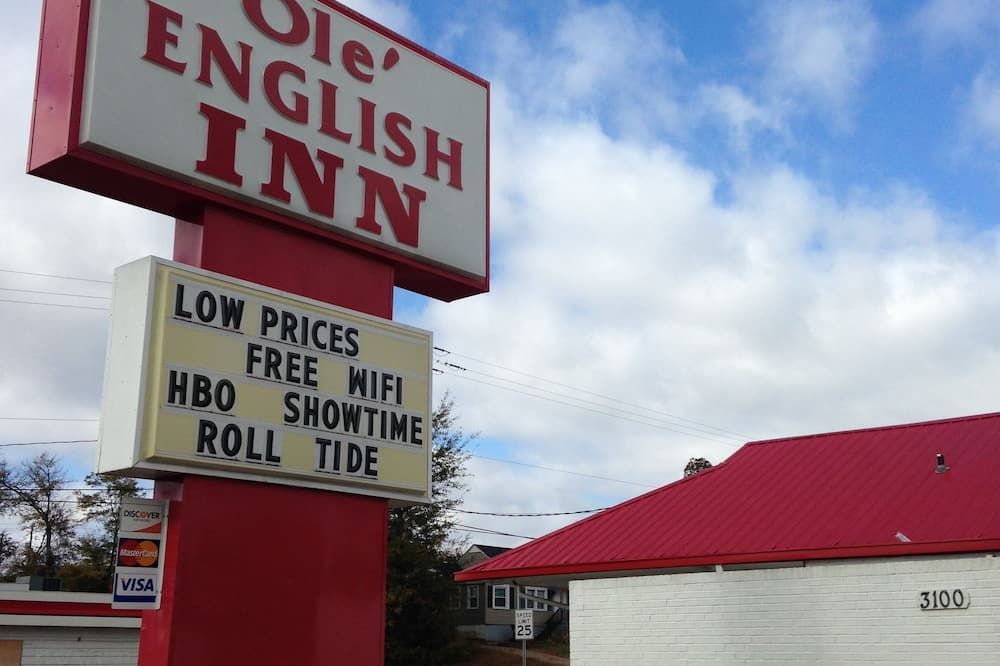 Ole'
ENGLISH
INN
LOW PRICES
FREE WIFI
HBO SHOWTIME
ROLL TIDE
DISCOVER
MasterCard
VISA
SPEED
LIMIT
25
3100